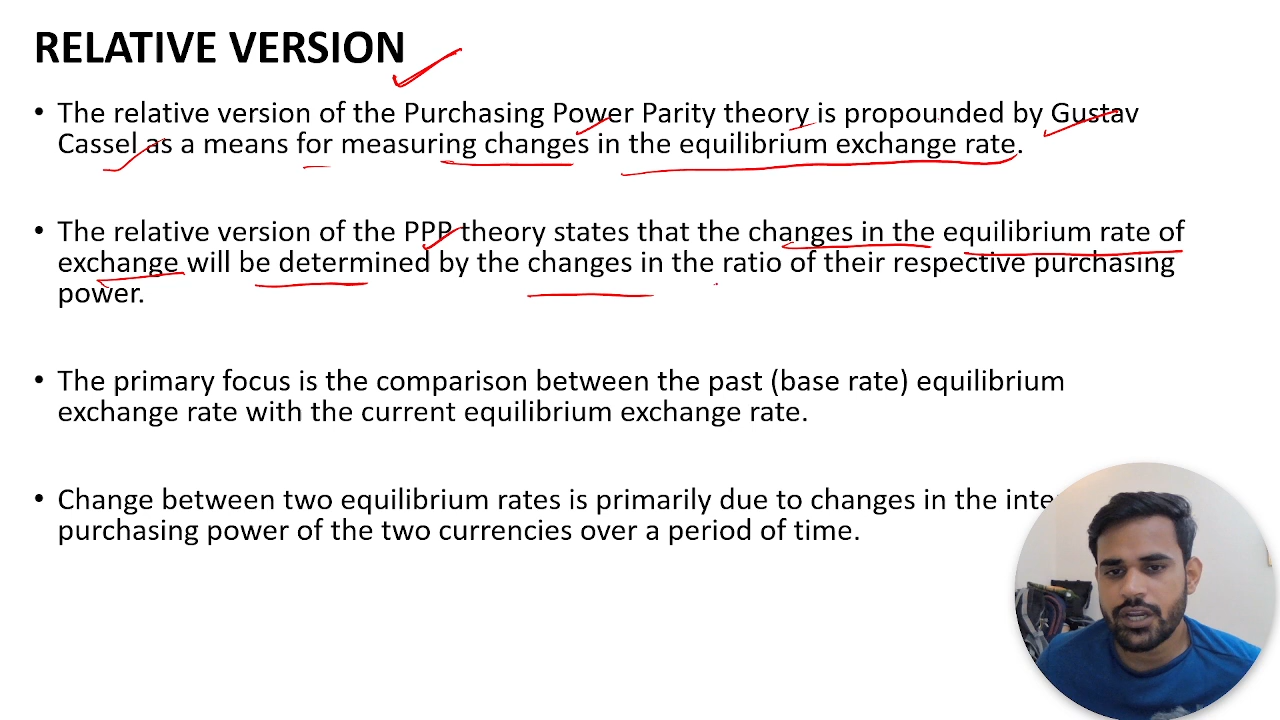 RELATIVE VERSION
• The relative version of the Purchasing Power Parity theory is propounded by Gustav
Cassel as a means for measuring changes in the equilibrium exchange rate.
• The relative version of the PPP theory states that the changes in the equilibrium rate of
exchange will be determined by the changes in the ratio of their respective purchasing
power.
• The primary focus is the comparison between the past (base rate) equilibrium
exchange rate with the current equilibrium exchange rate.
• Change between two equilibrium rates is primarily due to changes in the
purchasing power of the two currencies over a period of time.